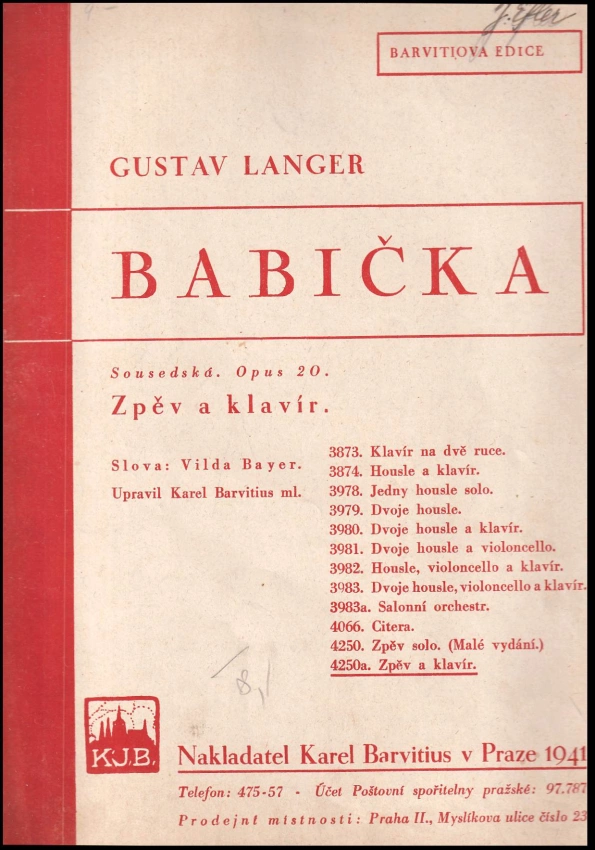 J. Efler
BARVITIOVA EDICE
GUSTAV LANGER
BABIČKA
Sousedská. Opus 20.
Zpěv a klavír.
Slova: Vilda Bayer.
Upravil Karel Barvitius ml.
3873. Klavír na dvě ruce.
3874. Housle a klavír.
3978. Jedny housle solo.
3979. Dvoje housle.
3980. Dvoje housle a klavír.
3981. Dvoje housle a violoncello.
3982. Housle, violoncello a klavír.
3983. Dvoje housle, violoncello a klavír.
3983a. Salonní orchestr.
4066. Citera.
4250. Zpěv solo. (Malé vydání.)
4250a. Zpěv a klavír.
K.J.B.
Nakladatel Karel Barvitius v Praze 1941
Telefon: 475-57 - Účet Poštovní spořitelny pražské: 97.787
Prodejní místnosti: Praha II., Myslíkova ulice číslo 23